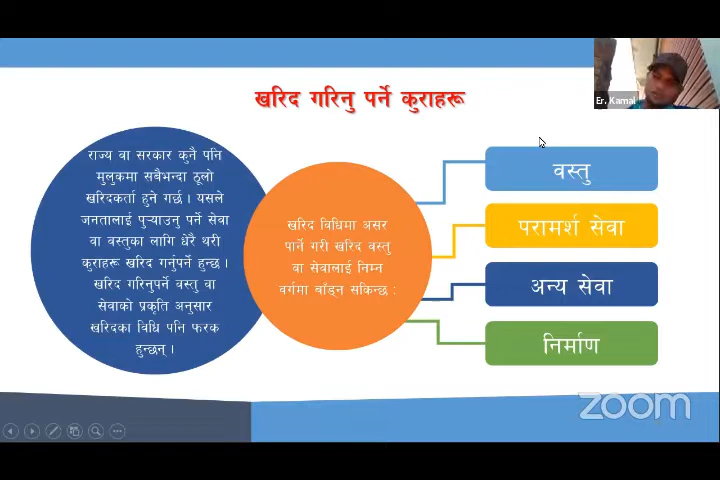 खरिद गरिनु पर्ने कुराहरू
Er. Kamal
राज्य वा सरकार कुनै पनि
मुलुकमा सबैभन्दा ठूलो
खरिदकर्ता हुने गर्छ । यसले
जनतालाई पुऱ्याउनु पर्ने सेवा
वा वस्तुका लागि धेरै थरी
कुराहरू खरिद गर्नुपर्ने हुन्छ ।
खरिद गरिनुपर्ने वस्तु वा
सेवाको प्रकृति अनुसार
खरिदका विधि पनि फरक
हुन्छन् ।
खरिद विधिमा असर
पार्ने गरी खरिद वस्तु
वा सेवालाई निम्न
वर्गमा बाँड्न सकिन्छ :
वस्तु
परामर्श सेवा
अन्य सेवा
निर्माण
zoom